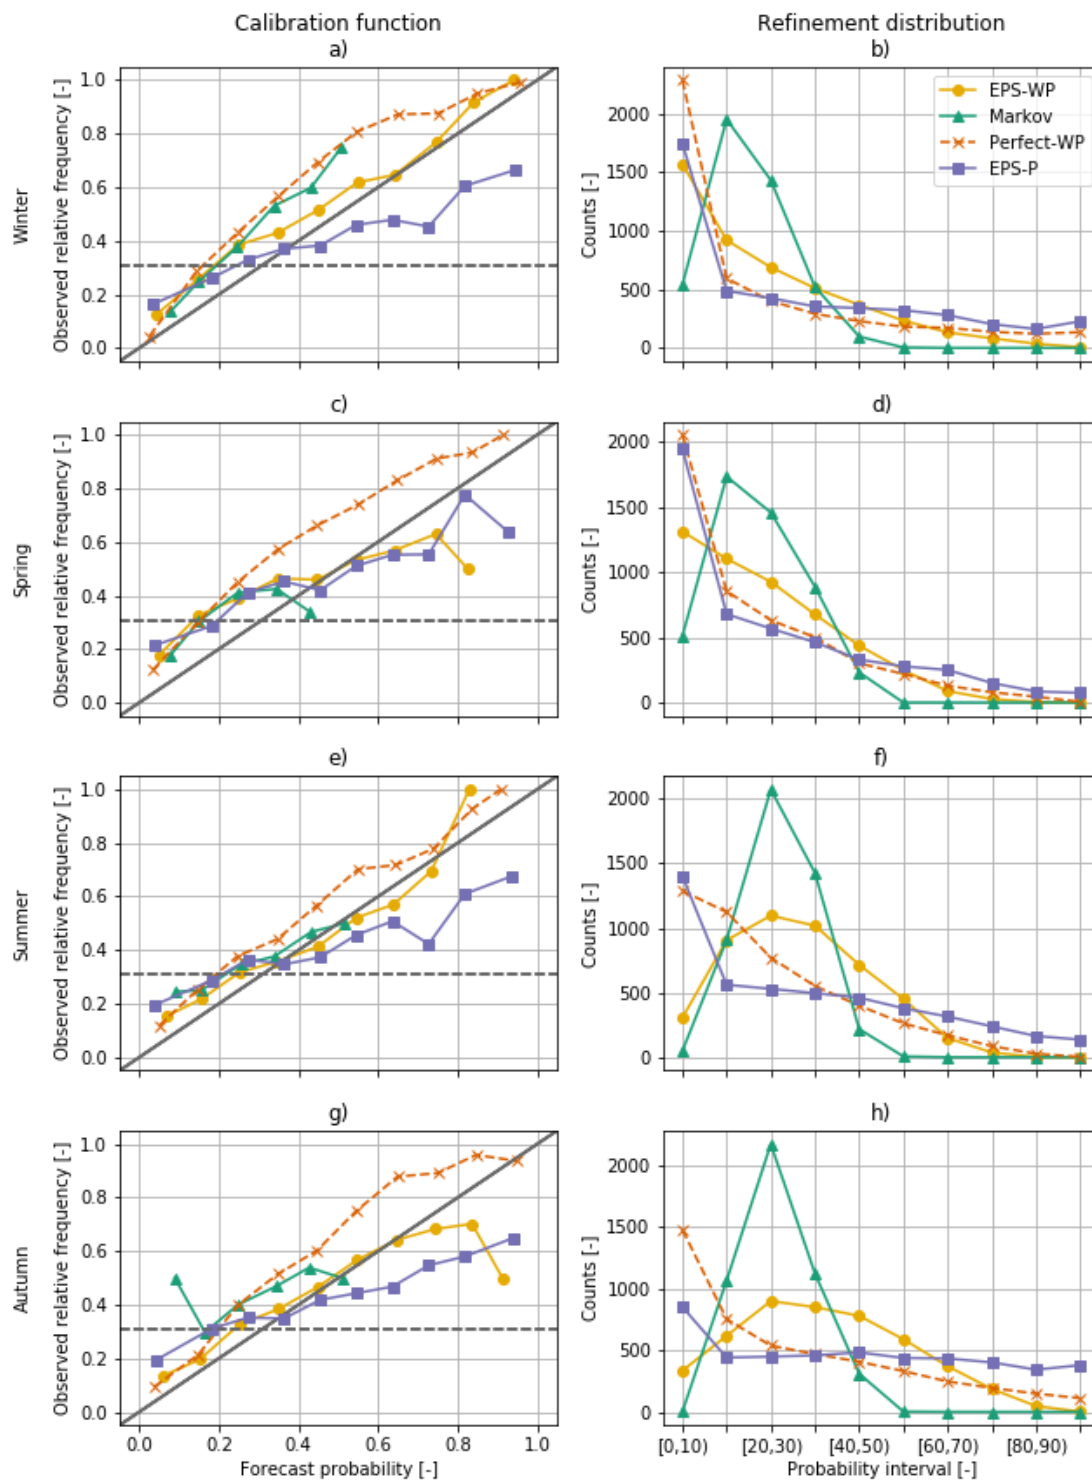 Calibration function
Refinement distribution
a)
b)
Winter
Observed relative frequency [-]
1.0
0.8
0.6
0.4
0.2
0.0
Counts [-]
2000
1500
1000
500
0
EPS-WP
Markov
Perfect-WP
EPS-P
c)
d)
Spring
Observed relative frequency [-]
1.0
0.8
0.6
0.4
0.2
0.0
Counts [-]
2000
1500
1000
500
0
e)
f)
Summer
Observed relative frequency [-]
1.0
0.8
0.6
0.4
0.2
0.0
Counts [-]
2000
1500
1000
500
0
g)
h)
Autumn
Observed relative frequency [-]
1.0
0.8
0.6
0.4
0.2
0.0
Counts [-]
2000
1500
1000
500
0
0.0 0.2 0.4 0.6 0.8 1.0
Forecast probability [-]
[0,10) [20,30) [40,50) [60,70) [80,90)
Probability interval [-]